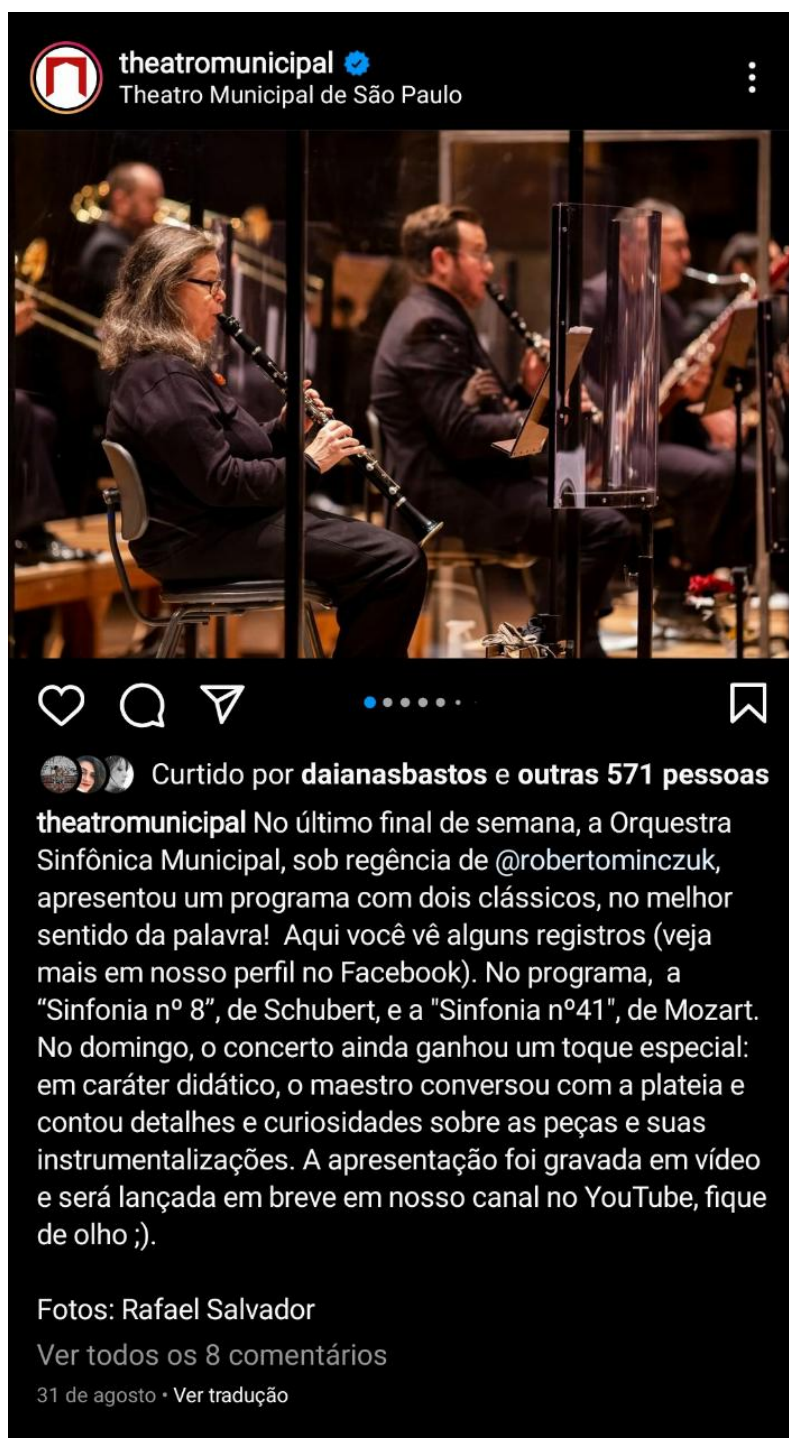 theatromunicipal
Theatro Municipal de São Paulo
Curtido por daianasbastos e outras 571 pessoas
theatromunicipal No último final de semana, a Orquestra
Sinfônica Municipal, sob regência de @robertominczuk,
apresentou um programa com dois clássicos, no melhor
sentido da palavra!  Aqui você vê alguns registros (veja
mais em nosso perfil no Facebook). No programa,  a
“Sinfonia nº 8”, de Schubert, e a "Sinfonia nº41", de Mozart.
No domingo, o concerto ainda ganhou um toque especial:
em caráter didático, o maestro conversou com a plateia e
contou detalhes e curiosidades sobre as peças e suas
instrumentalizações. A apresentação foi gravada em vídeo
e será lançada em breve em nosso canal no YouTube, fique
de olho ;).
Fotos: Rafael Salvador
Ver todos os 8 comentários
31 de agosto • Ver tradução